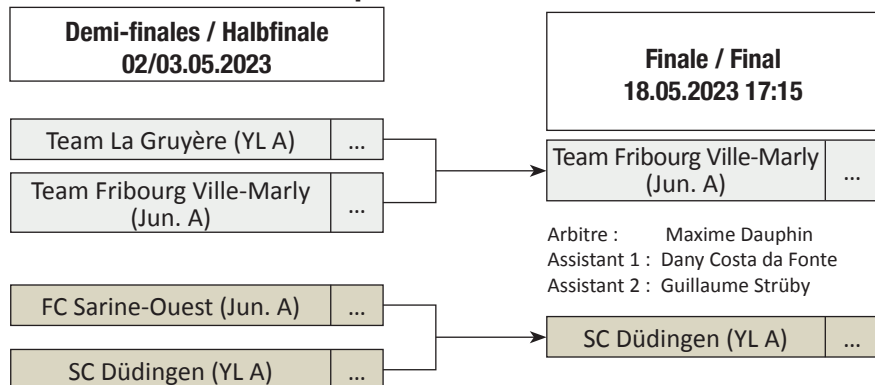 Demi-finales / Halbfinale
02/03.05.2023
Finale / Final
18.05.2023 17:15
Team La Gruyère (YL A) ...
Team Fribourg Ville-Marly
(Jun. A) ...
Team Fribourg Ville-Marly
(Jun. A) ...
Arbitre : Maxime Dauphin
Assistant 1 : Dany Costa da Fonte
Assistant 2 : Guillaume Strüby
FC Sarine-Ouest (Jun. A) ...
SC Düdingen (YL A) ...
SC Düdingen (YL A) ...